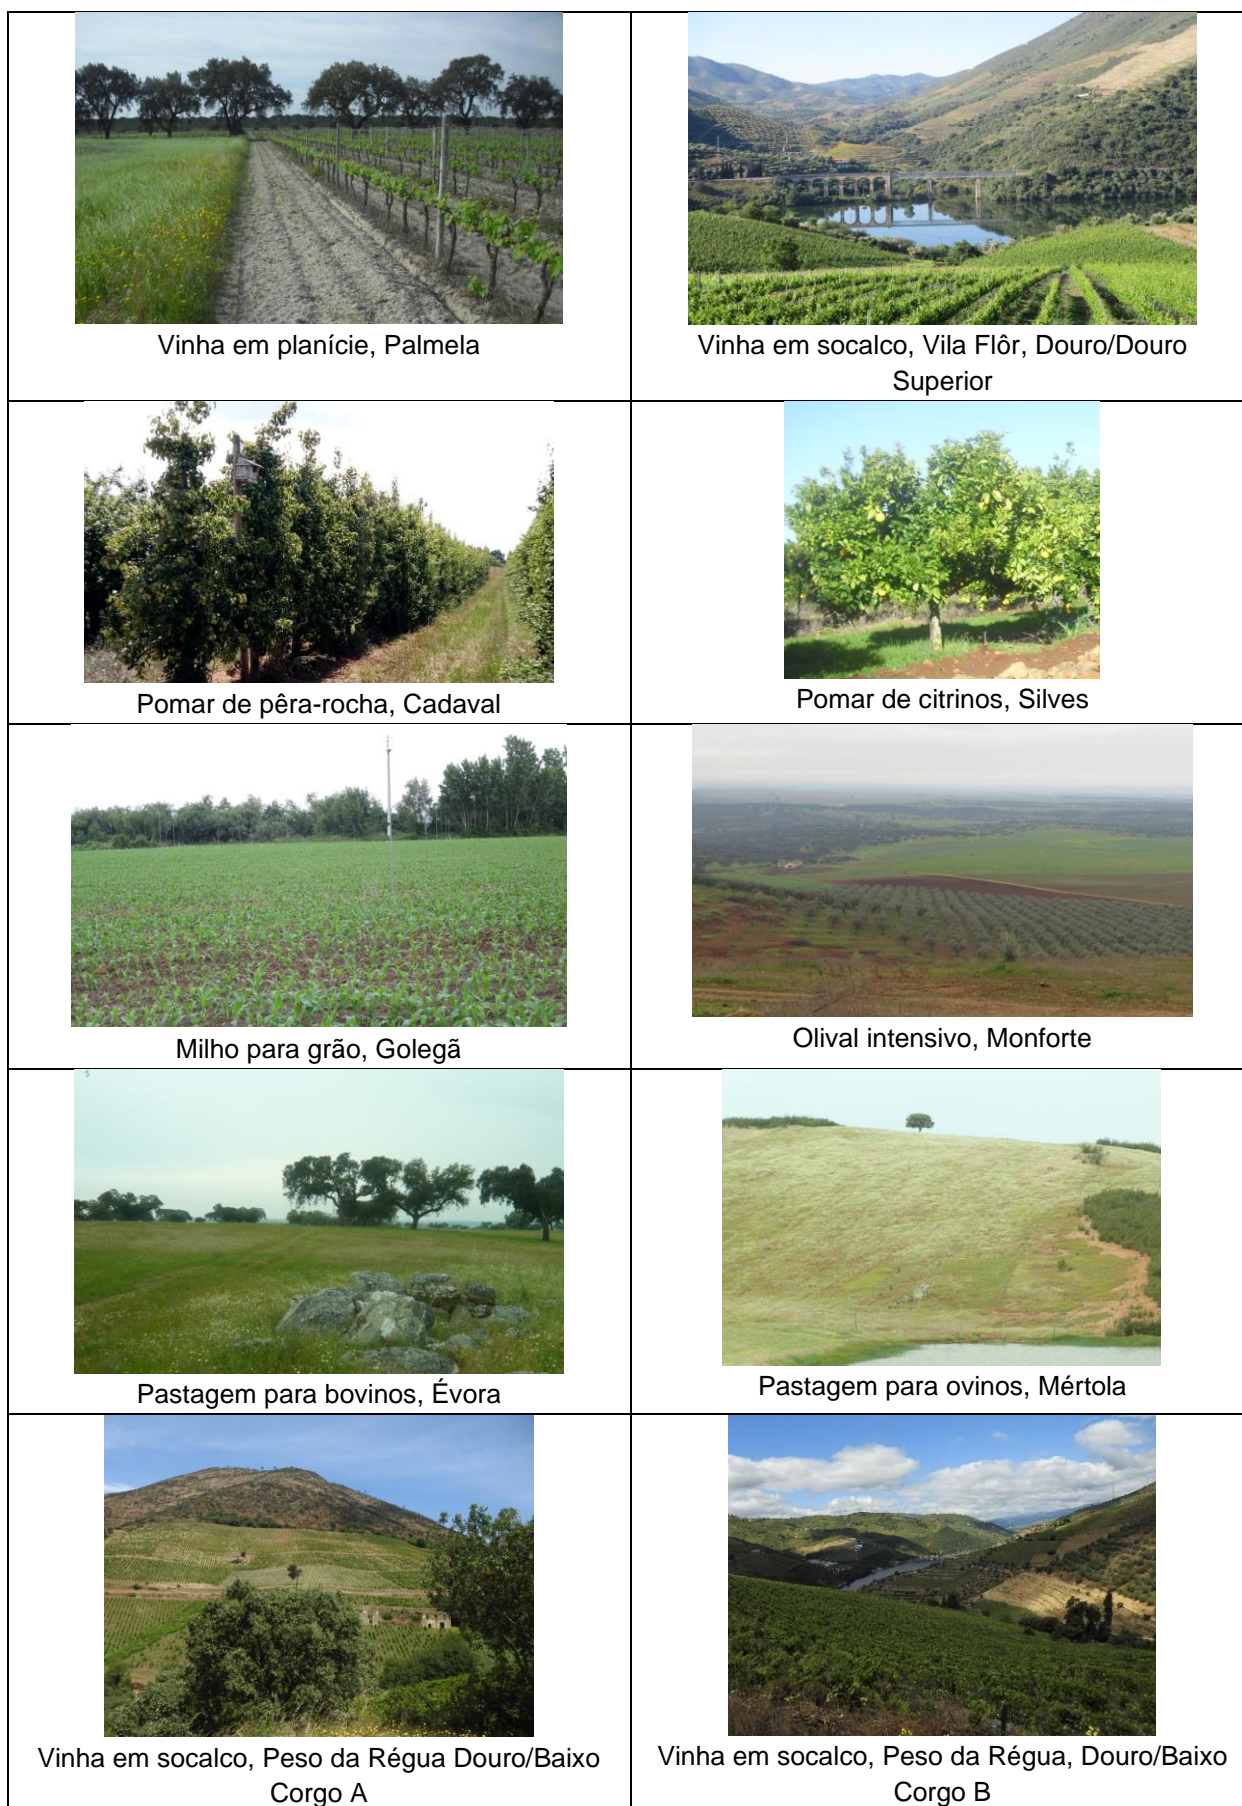 Vinha em planície, Palmela
Vinha em socalco, Vila Flôr, Douro/Douro
Superior
Pomar de pêra-rocha, Cadaval
Pomar de citrinos, Silves
Milho para grão, Golegã
Olival intensivo, Monforte
Pastagem para bovinos, Évora
Pastagem para ovinos, Mértola
Vinha em socalco, Peso da Régua Douro/Baixo
Corgo A
Vinha em socalco, Peso da Régua, Douro/Baixo
Corgo B